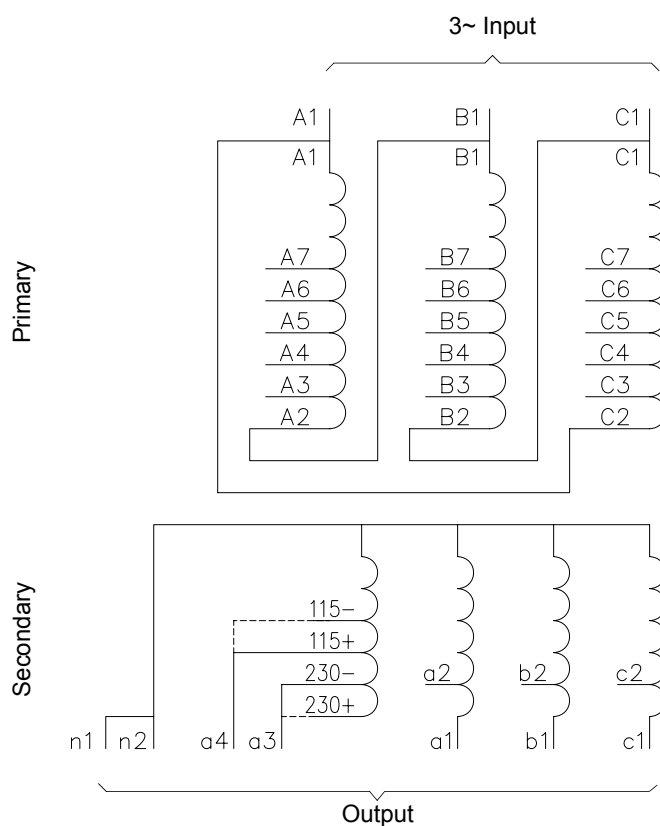 3~ Input
A1 B1 C1
A1 B1 C1
Primary
A7 B7 C7
A6 B6 C6
A5 B5 C5
A4 B4 C4
A3 B3 C3
A2 B2 C2
Secondary
115-
115+
230- a2 b2 c2
230+
n1 n2 a4 a3 a1 b1 c1
Output